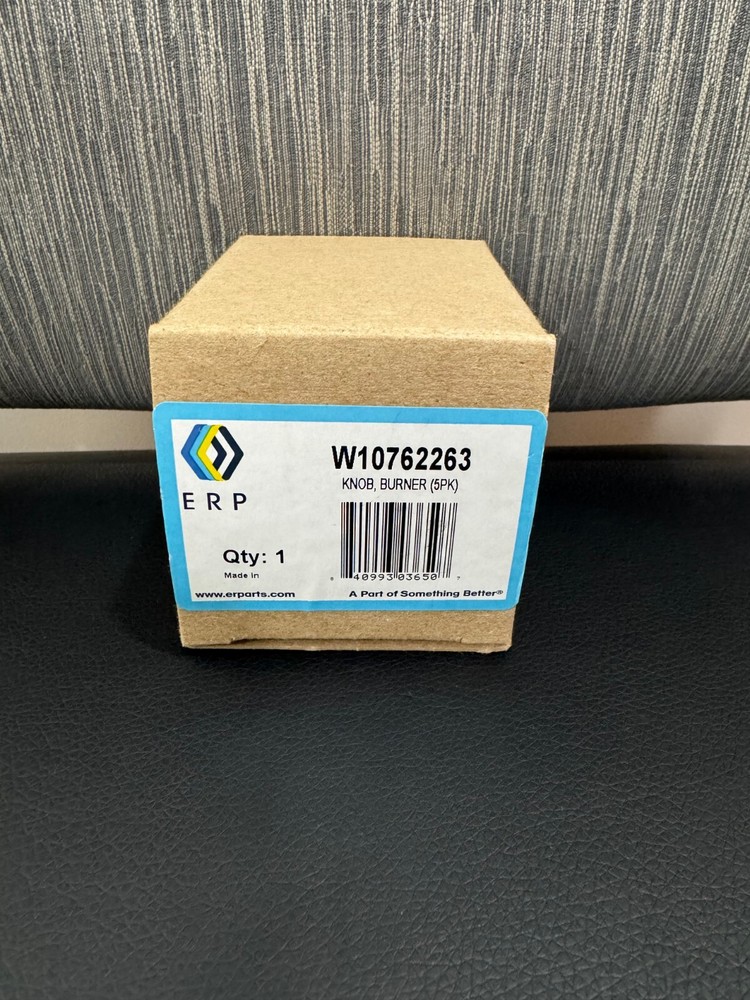 ERP
W10762263
KNOB, BURNER (5PK)
Qty: 1
Made in
40993 03650
www.erparts.com
A Part of Something Better®